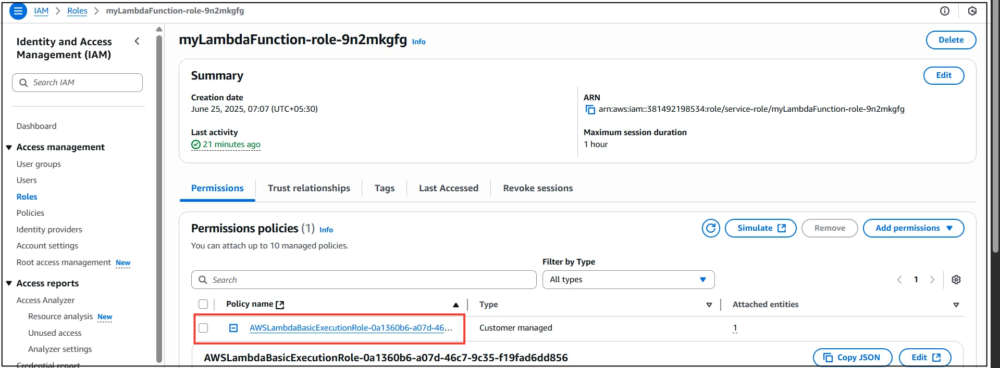 IAM > Roles > myLambdaFunction-role-9n2mkgfg
Identity and Access
Management (IAM)
Search IAM
Dashboard
Access management
User groups
Users
Roles
Policies
Identity providers
Account settings
Root access management New
Access reports
Access Analyzer
Resource analysis New
Unused access
Analyzer settings
Credential report
myLambdaFunction-role-9n2mkgfg Info
Delete
Summary
Edit
Creation date
June 25, 2025, 07:07 (UTC+05:30)
ARN
arn:aws:iam::381492198534:role/service-role/myLambdaFunction-role-9n2mkgfg
Last activity
21 minutes ago
Maximum session duration
1 hour
Permissions Trust relationships Tags Last Accessed Revoke sessions
Permissions policies (1) Info
Simulate Remove Add permissions
You can attach up to 10 managed policies.
Filter by Type
Search All types 1
Policy name Type Attached entities
AWSLambdaBasicExecutionRole-0a1360b6-a07d-46... Customer managed 1
AWSLambdaBasicExecutionRole-0a1360b6-a07d-46c7-9c35-f19fad6dd856 Copy JSON Edit